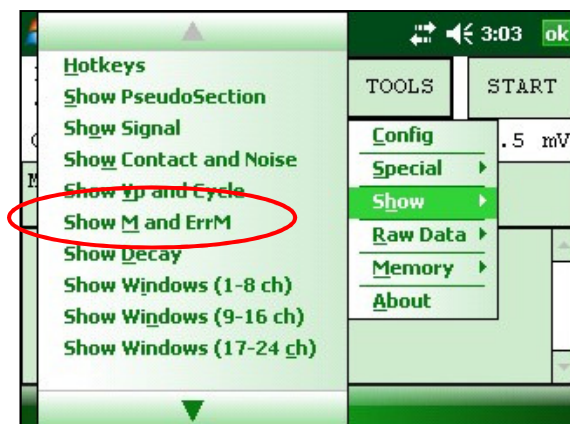 3:03 ok
Hotkeys
Show PseudoSection
Show Signal
Show Contact and Noise
Show Vp and Cycle
Show M and ErrM
Show Decay
Show Windows (1-8 ch)
Show Windows (9-16 ch)
Show Windows (17-24 ch)
TOOLS START
.5 mV
Config
Special
Show
Raw Data
Memory
About